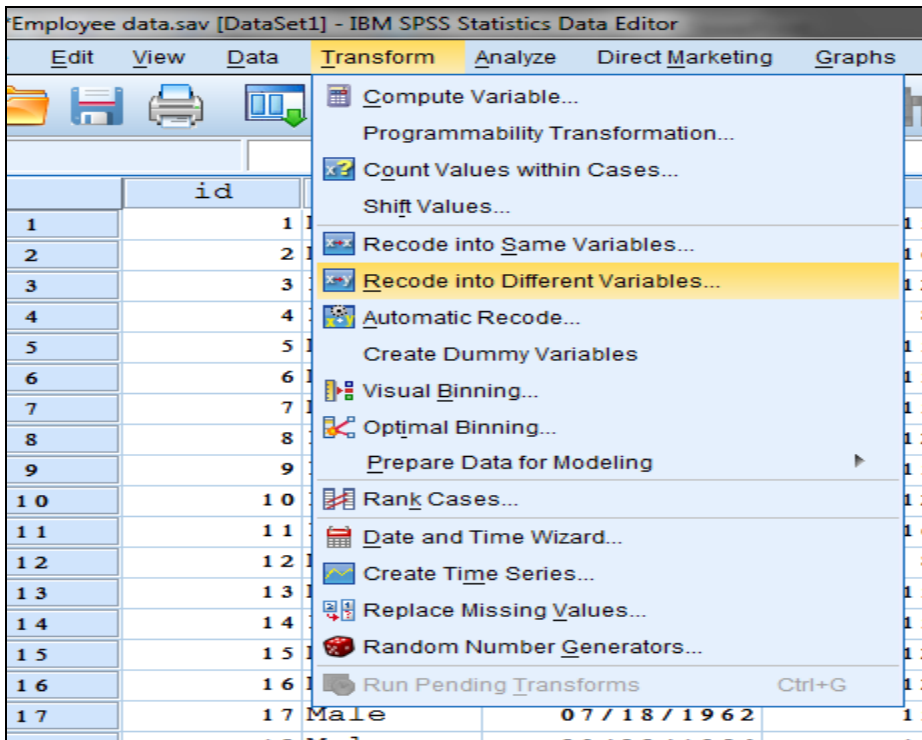 *Employee data.sav [DataSet1] - IBM SPSS Statistics Data Editor
Edit View Data Transform Analyze Direct Marketing Graphs
Compute Variable...
Programmability Transformation...
Count Values within Cases...
Shift Values...
Recode into Same Variables...
Recode into Different Variables...
Automatic Recode...
Create Dummy Variables
Visual Binning...
Optimal Binning...
Prepare Data for Modeling
Rank Cases...
Date and Time Wizard...
Create Time Series...
Replace Missing Values...
Random Number Generators...
Run Pending Transforms Ctrl+G
id
1 1
2 2
3 3
4 4
5 5
6 6
7 7
8 8
9 9
10 10
11 11
12 12
13 13
14 14
15 15
16 16
17 17 Male 07/18/1962